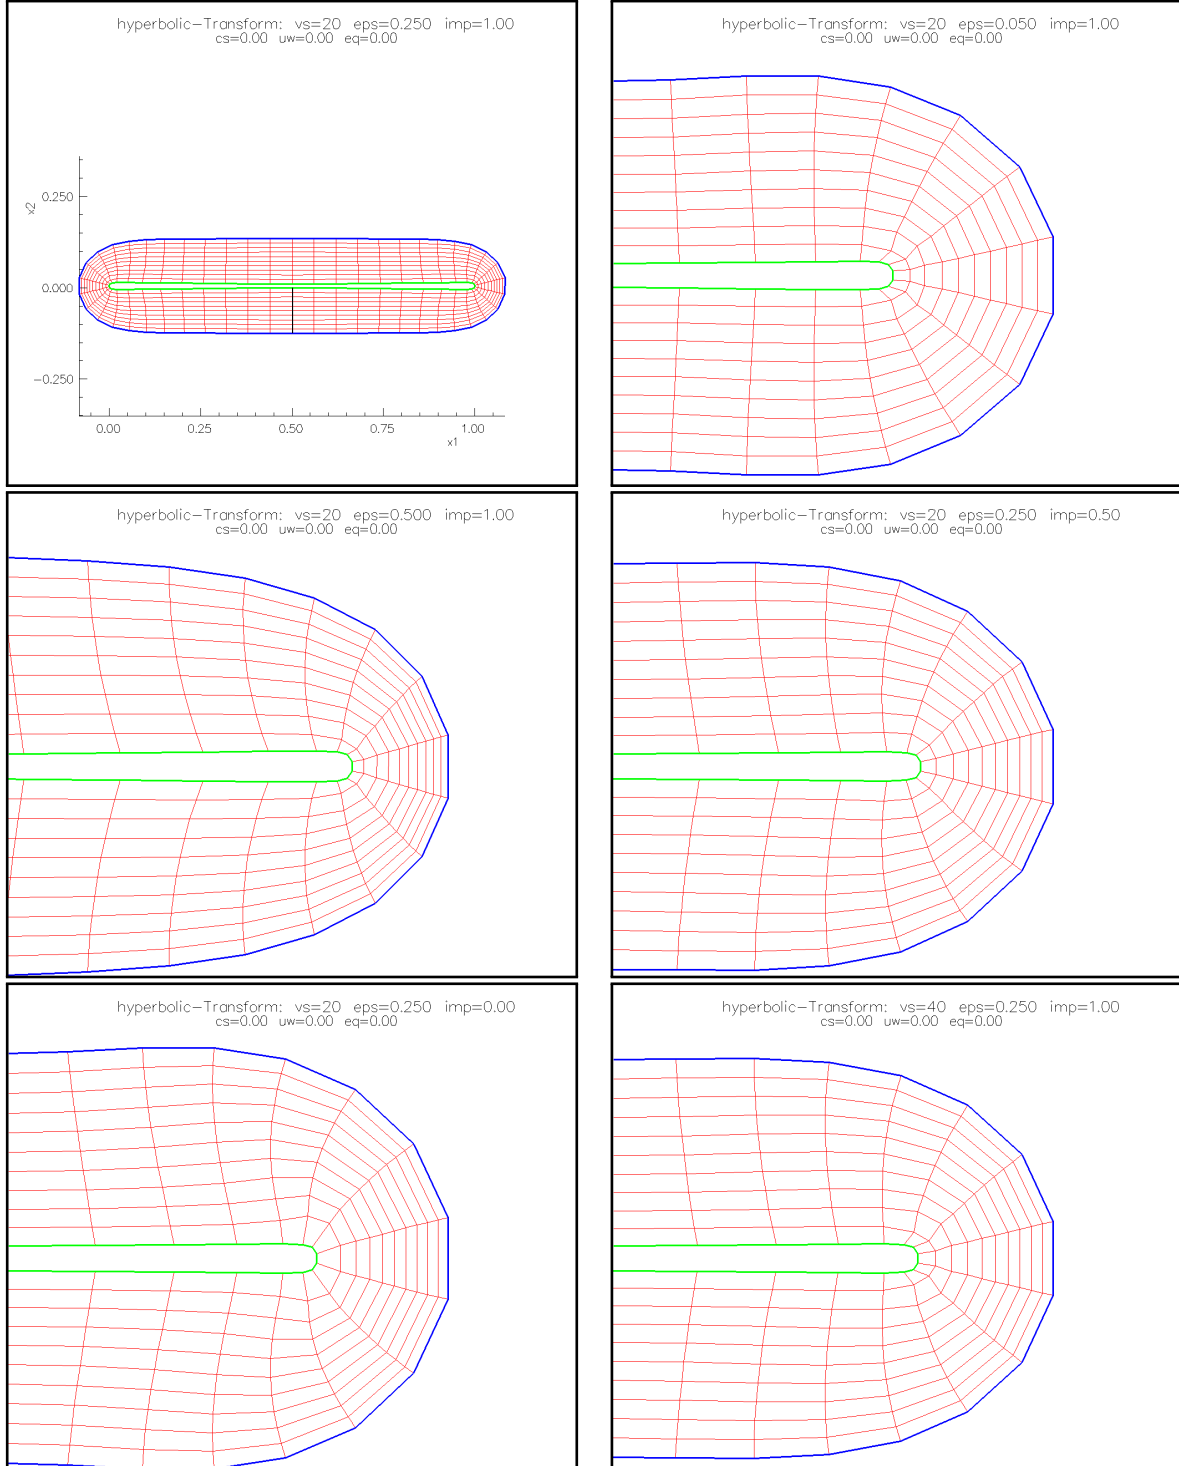 hyperbolic-Transform: vs=20 eps=0.250 imp=1.00
cs=0.00 uw=0.00 eq=0.00
0.250
x2
0.000
-0.250
0.00 0.25 0.50 0.75 1.00
x1
hyperbolic-Transform: vs=20 eps=0.050 imp=1.00
cs=0.00 uw=0.00 eq=0.00
hyperbolic-Transform: vs=20 eps=0.500 imp=1.00
cs=0.00 uw=0.00 eq=0.00
hyperbolic-Transform: vs=20 eps=0.250 imp=0.50
cs=0.00 uw=0.00 eq=0.00
hyperbolic-Transform: vs=20 eps=0.250 imp=0.00
cs=0.00 uw=0.00 eq=0.00
hyperbolic-Transform: vs=40 eps=0.250 imp=1.00
cs=0.00 uw=0.00 eq=0.00